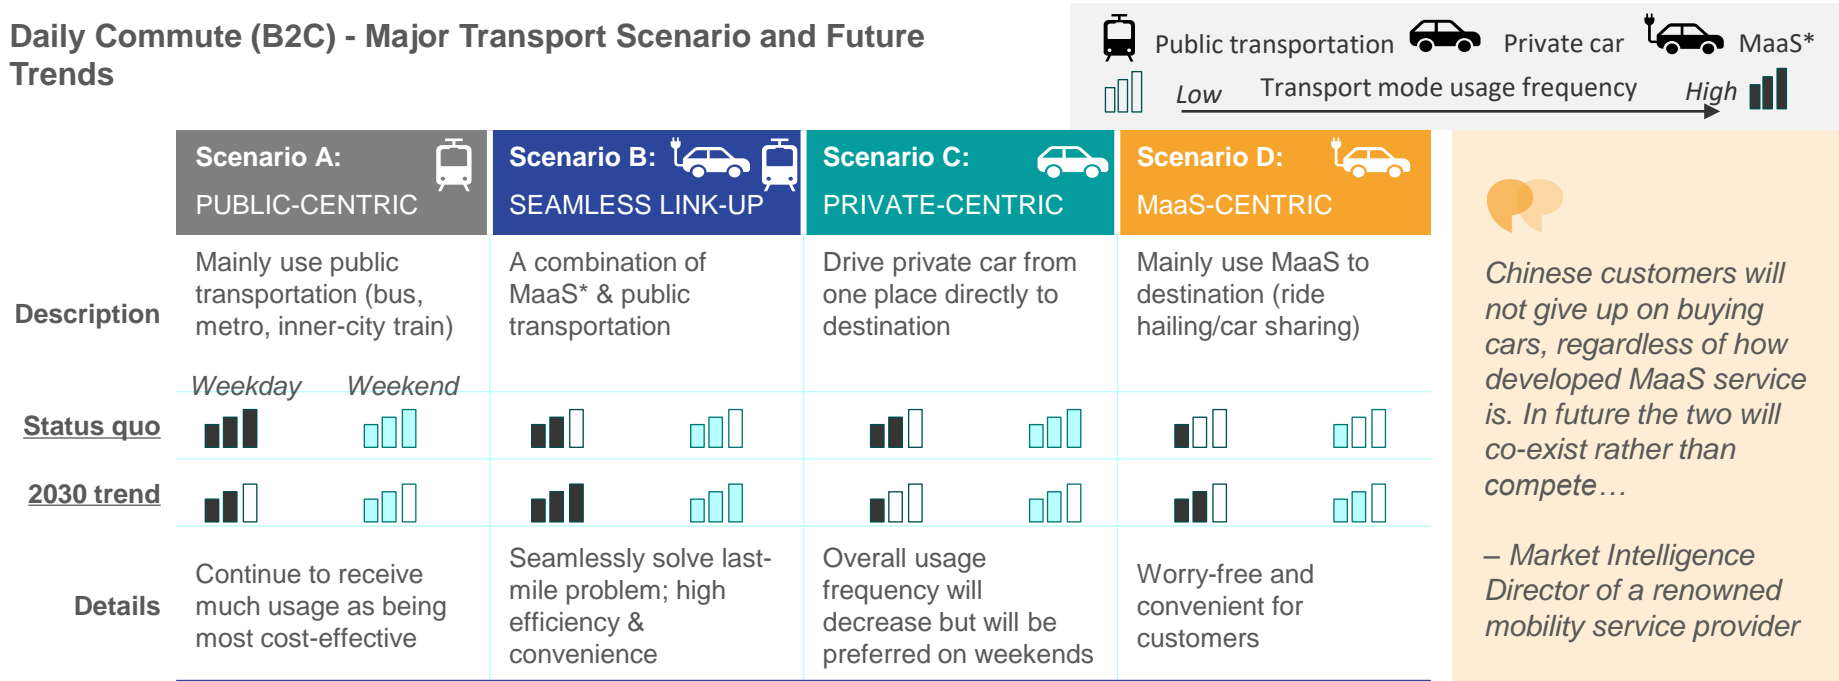 Daily Commute (B2C) - Major Transport Scenario and Future
Trends
Public transportation
Private car
MaaS*
Low
Transport mode usage frequency
High
Scenario A:
PUBLIC-CENTRIC
Scenario B:
SEAMLESS LINK-UP
Scenario C:
PRIVATE-CENTRIC
Scenario D:
MaaS-CENTRIC
Description
Mainly use public
transportation (bus,
metro, inner-city train)
A combination of
MaaS* & public
transportation
Drive private car from
one place directly to
destination
Mainly use MaaS to
destination (ride
hailing/car sharing)
Weekday
Weekend
Status quo
2030 trend
Details
Continue to receive
much usage as being
most cost-effective
Seamlessly solve last-
mile problem; high
efficiency &
convenience
Overall usage
frequency will
decrease but will be
preferred on weekends
Worry-free and
convenient for
customers
Chinese customers will
not give up on buying
cars, regardless of how
developed MaaS service
is. In future the two will
co-exist rather than
compete…
– Market Intelligence
Director of a renowned
mobility service provider